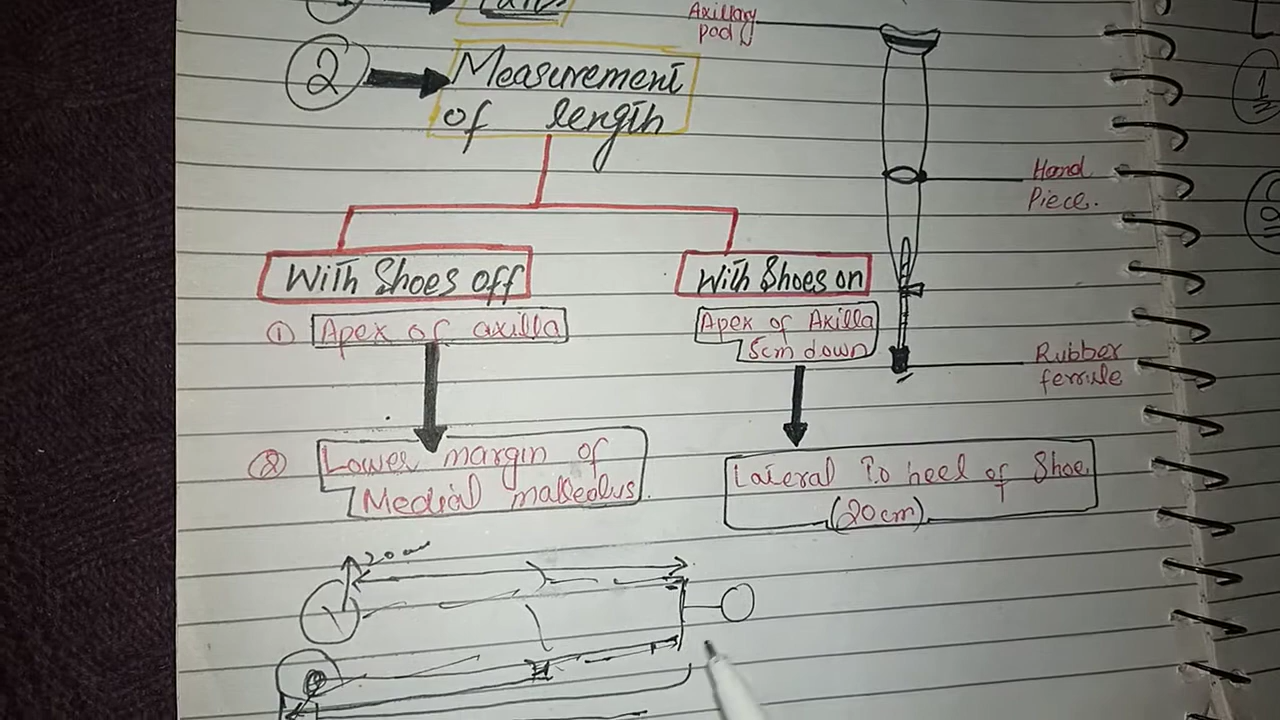 Axillary
pad
② Measurement
of length
Hand
Piece.
With Shoes off
With Shoes on
① Apex of axilla
Apex of Axilla
5cm down
Rubber
ferrule
② Lower margin of
Medial malleolus.
Lateral to heel of Shoe
(20cm)
20cm